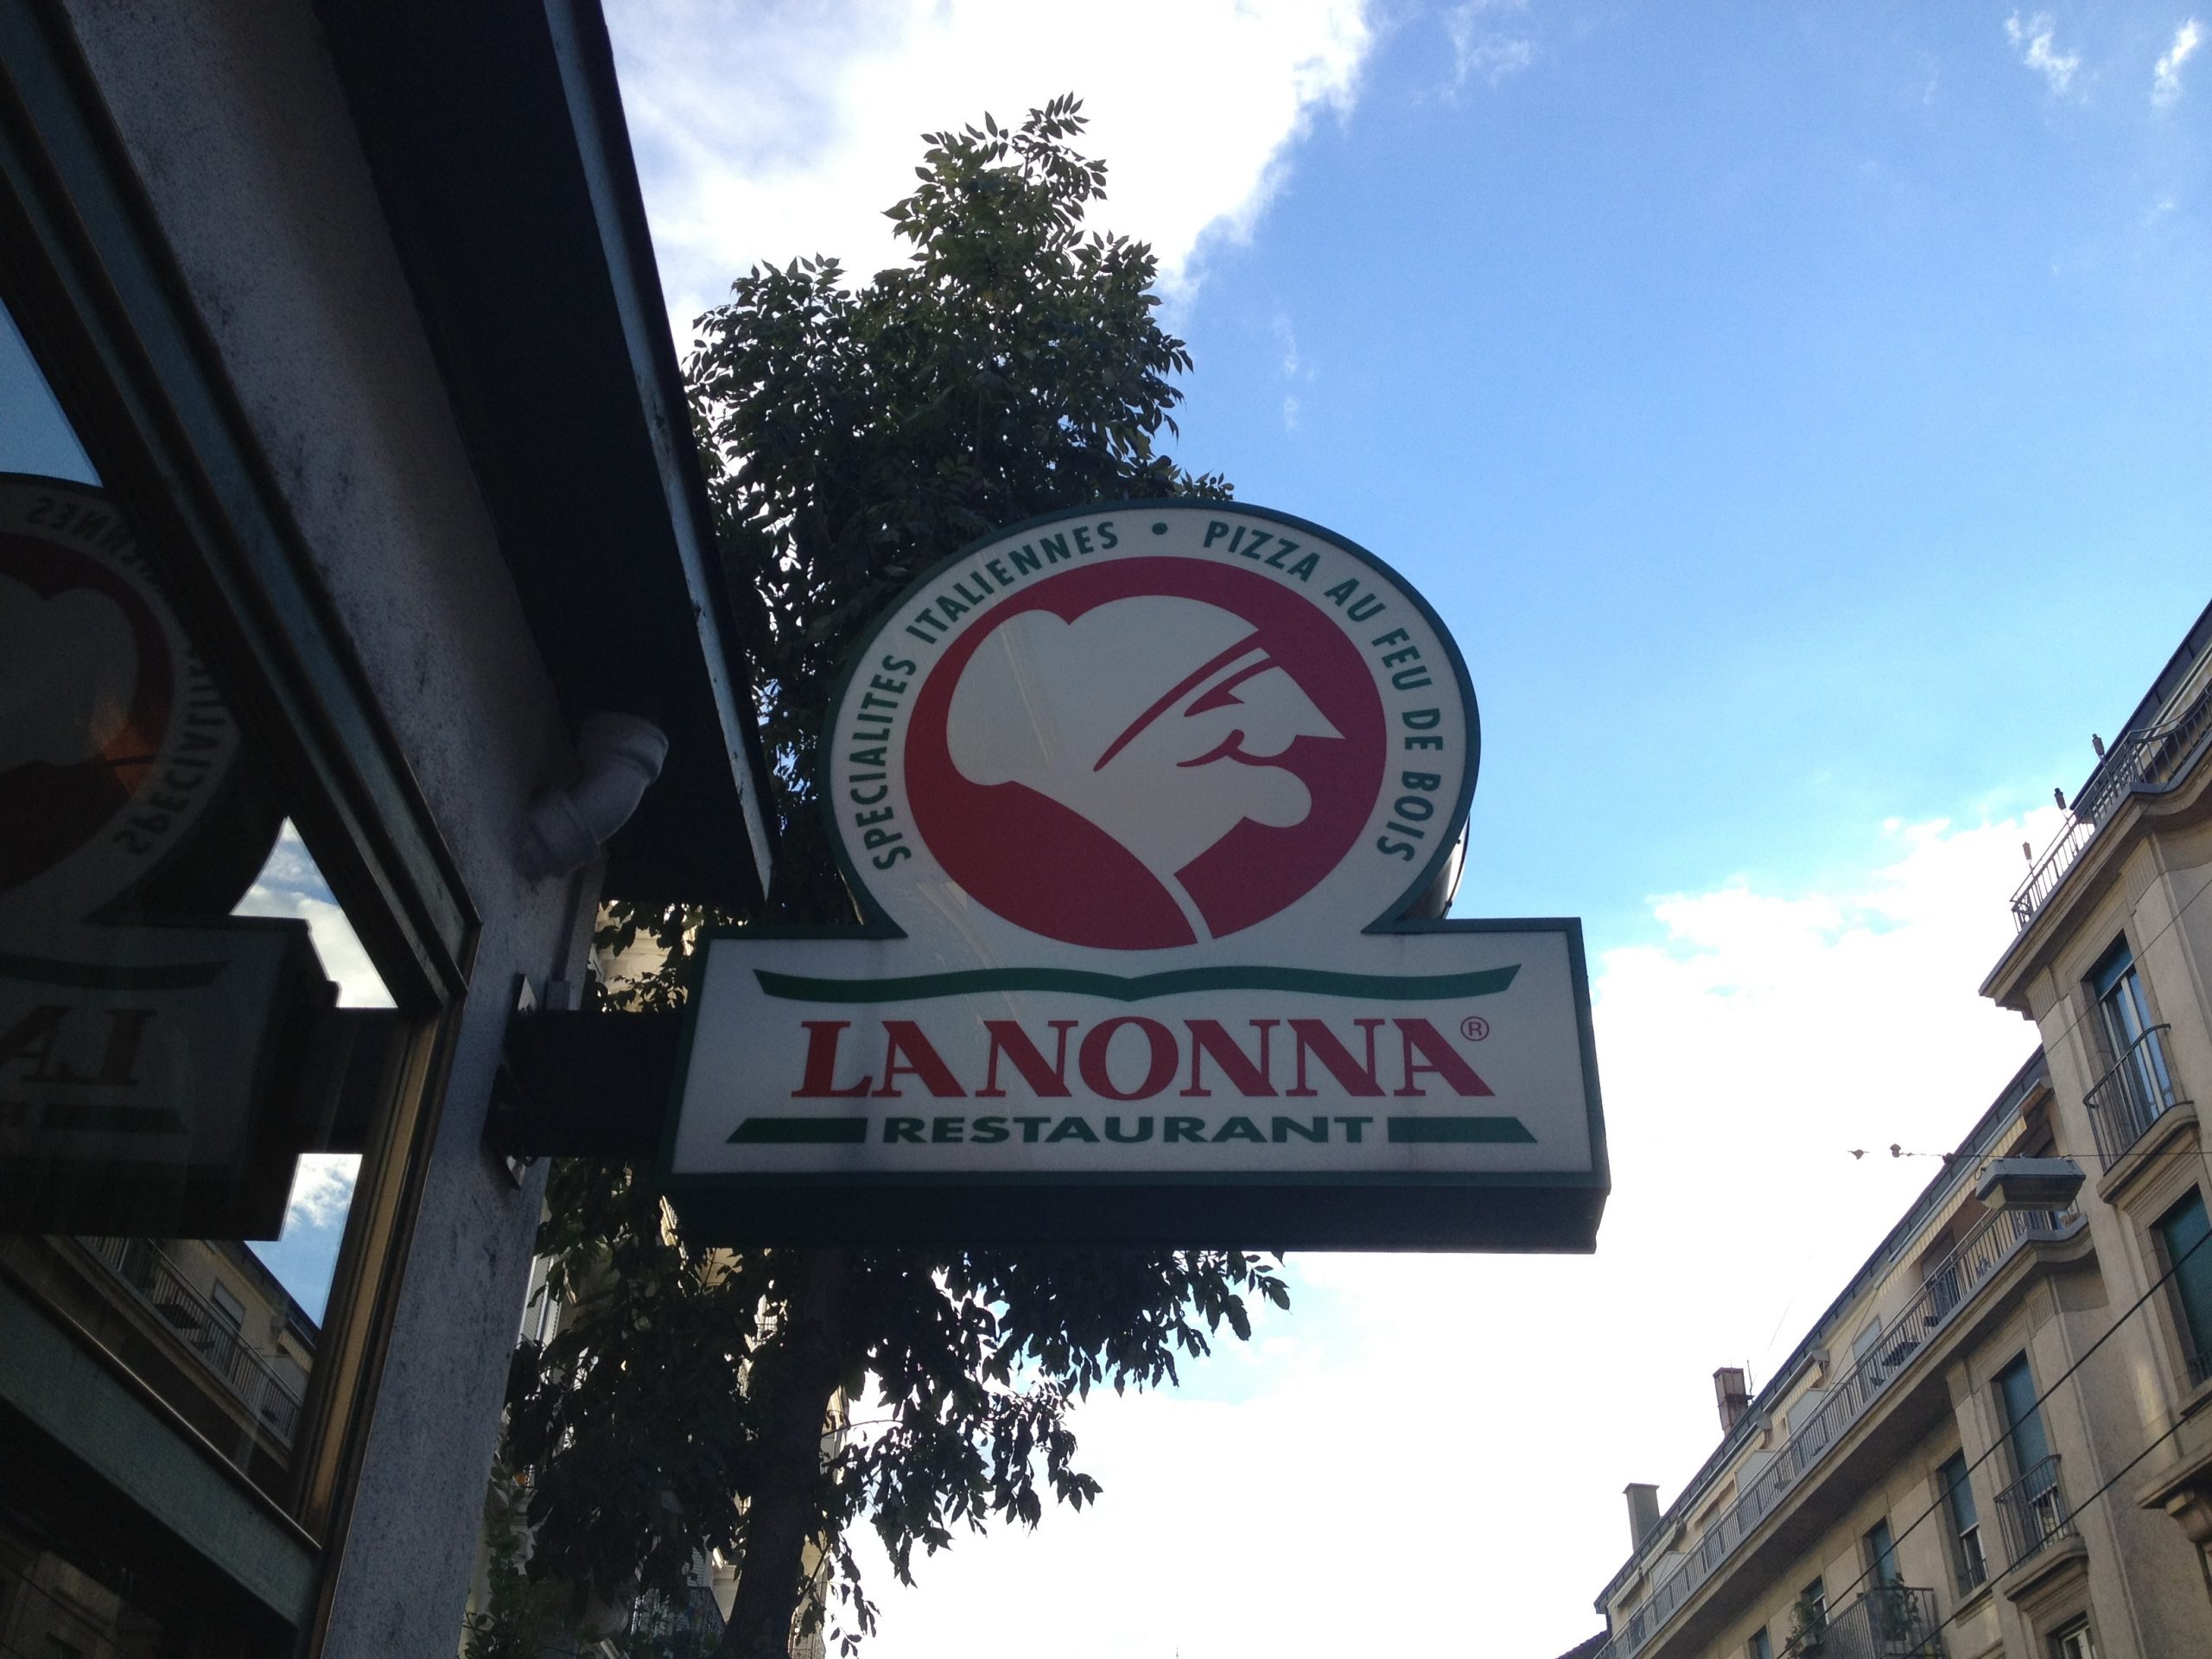 SPECIALITES ITALIENNES • PIZZA AU FEU DE BOIS
LA NONNA®
RESTAURANT